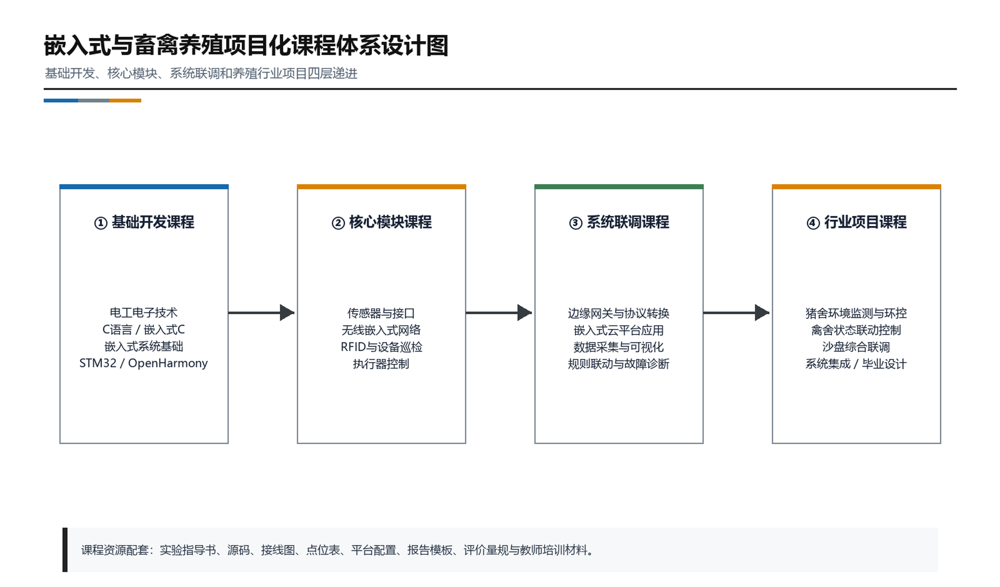 嵌入式与畜禽养殖项目化课程体系设计图
基础开发、核心模块、系统联调和养殖行业项目四层递进
① 基础开发课程
电工电子技术
C语言 / 嵌入式C
嵌入式系统基础
STM32 / OpenHarmony
② 核心模块课程
传感器与接口
无线嵌入式网络
RFID与设备巡检
执行器控制
③ 系统联调课程
边缘网关与协议转换
嵌入式云平台应用
数据采集与可视化
规则联动与故障诊断
④ 行业项目课程
猪舍环境监测与环控
禽舍状态联动控制
沙盘综合联调
系统集成 / 毕业设计
课程资源配套：实验指导书、源码、接线图、点位表、平台配置、报告模板、评价量规与教师培训材料。